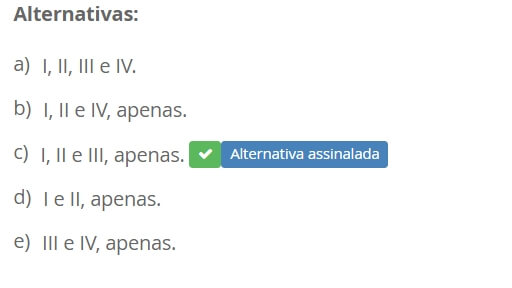 Alternativas:
a) I, II, III e IV.
b) I, II e IV, apenas.
c) I, II e III, apenas. Alternativa assinalada
d) I e II, apenas.
e) III e IV, apenas.